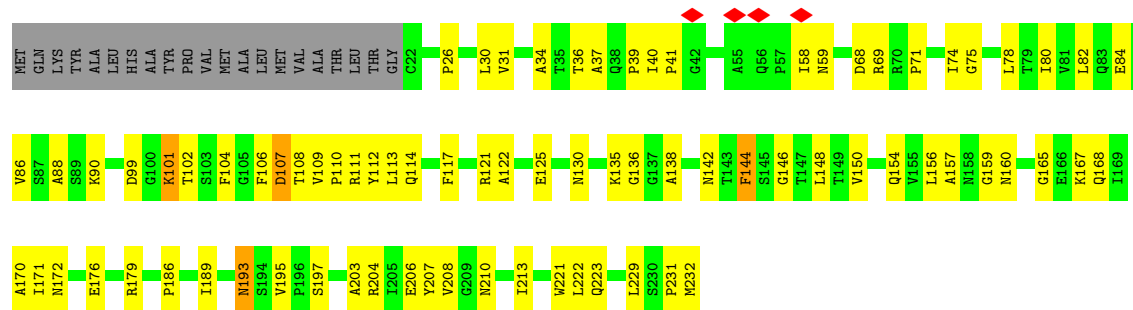 MET GLN LYS TYR ALA LEU HIS ALA TYR PRO VAL MET ALA LEU MET VAL ALA THR LEU THR GLY C22 P26 L30 V31 A34 T35 T36 A37 Q38 P39 I40 P41 G42 A55 Q56 P57 I58 N59 D68 R69 R70 P71 I74 G75 L78 T79 I80 V81 L82 Q83 E84
V86 S87 A88 S89 K90 D99 G100 K101 T102 S103 F104 G105 F106 D107 T108 V109 P110 R111 Y112 L113 Q114 F117 R121 A122 E125 N130 K135 G136 G137 A138 N142 T143 F144 S145 G146 T147 L148 T149 V150 Q154 V155 L156 A157 N158 G159 N160 G165 E166 K167 Q168 I169
A170 I171 N172 E176 R179 P186 I189 N193 S194 V195 P196 S197 A203 R204 I205 E206 Y207 V208 G209 N210 I213 W221 L222 Q223 L229 S230 P231 M232